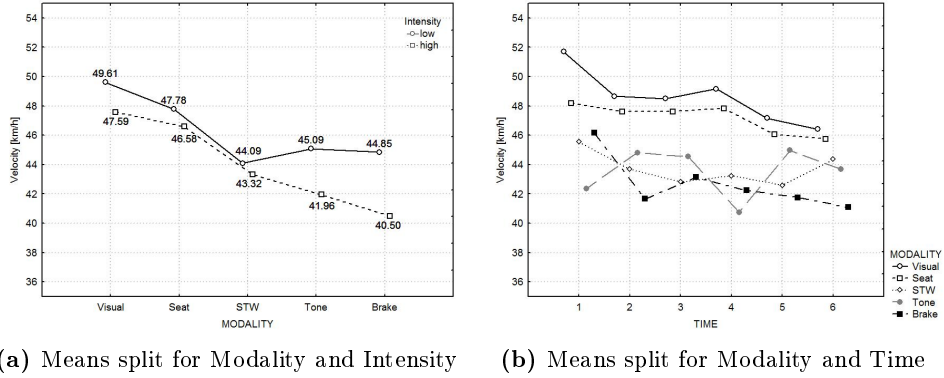 54
52
50
48
46
44
42
40
38
36
Velocity [km/h]
Intensity
low
high
49.61
47.78
47.59
46.58
44.09
45.09
44.85
43.32
41.96
40.50
Visual Seat STW Tone Brake
MODALITY
54
52
50
48
46
44
42
40
38
36
Velocity [km/h]
1 2 3 4 5 6
TIME
MODALITY
Visual
Seat
STW
Tone
Brake
(a) Means split for Modality and Intensity
(b) Means split for Modality and Time